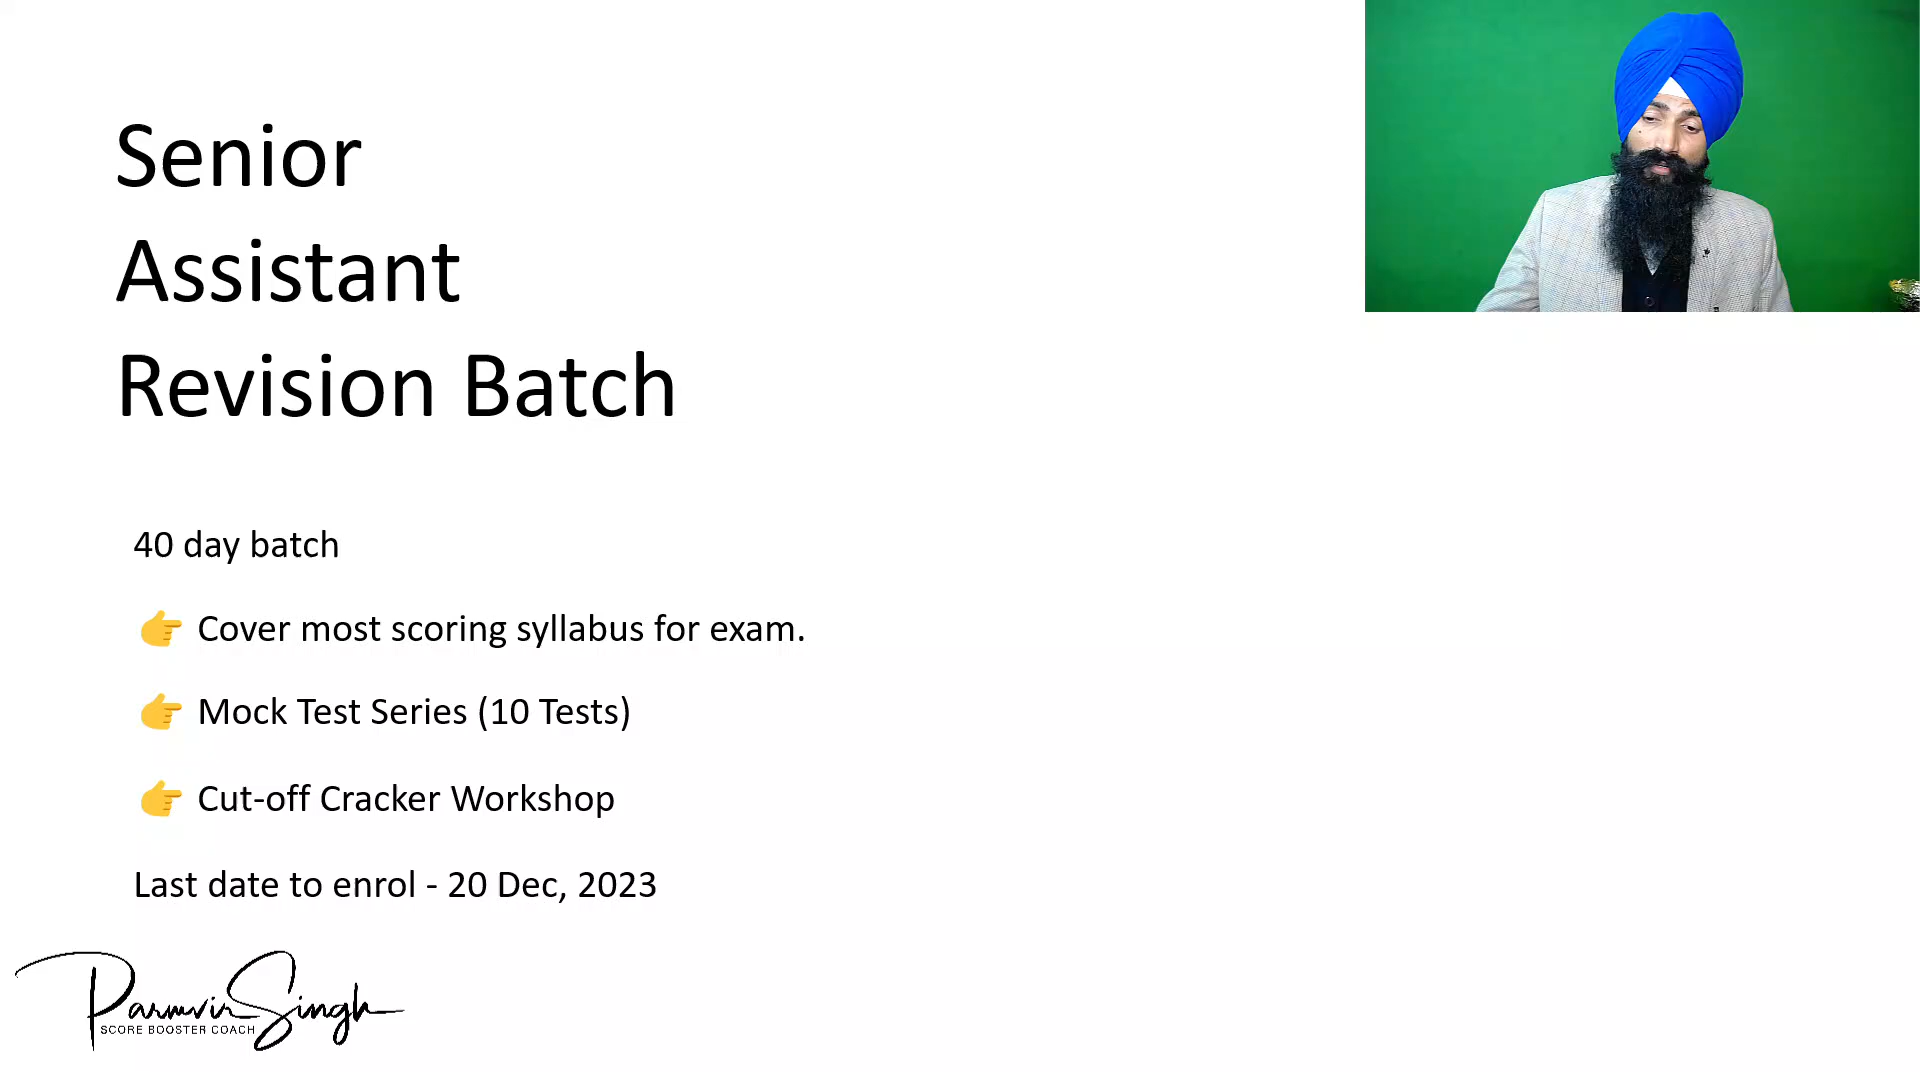 Senior
Assistant
Revision Batch
40 day batch
👉 Cover most scoring syllabus for exam.
👉 Mock Test Series (10 Tests)
👉 Cut-off Cracker Workshop
Last date to enrol - 20 Dec, 2023
Parmvir Singh
SCORE BOOSTER COACH